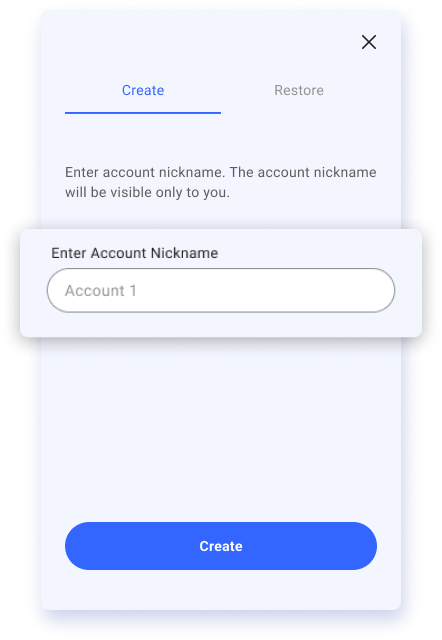 Create
Restore
Enter account nickname. The account nickname
will be visible only to you.
Enter Account Nickname
Account 1
Create